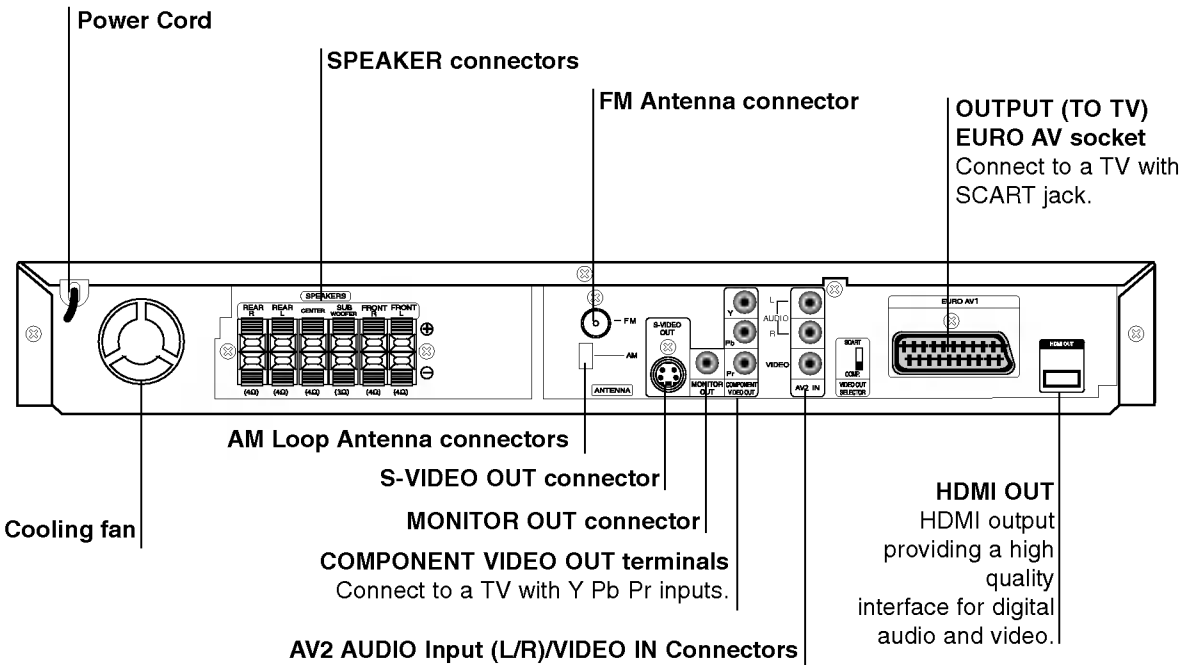 Power Cord
SPEAKER connectors
FM Antenna connector
OUTPUT (TO TV)
EURO AV socket
Connect to a TV with
SCART jack.
SPEAKERS
REAR R
REAR L
CENTER
SUB WOOFER
FRONT R
FRONT L
(4Ω) (4Ω) (4Ω) (3Ω) (4Ω) (4Ω)
FM
AM
ANTENNA
S-VIDEO
OUT
MONITOR
OUT
Y
Pb
Pr
COMPONENT
VIDEO OUT
L
AUDIO
R
VIDEO
AV2 IN
SCART
COMP.
VIDEO OUT
SELECTOR
EURO AV1
HDMI OUT
AM Loop Antenna connectors
S-VIDEO OUT connector
MONITOR OUT connector
Cooling fan
COMPONENT VIDEO OUT terminals
Connect to a TV with Y Pb Pr inputs.
AV2 AUDIO Input (L/R)/VIDEO IN Connectors
HDMI OUT
HDMI output
providing a high
quality
interface for digital
audio and video.